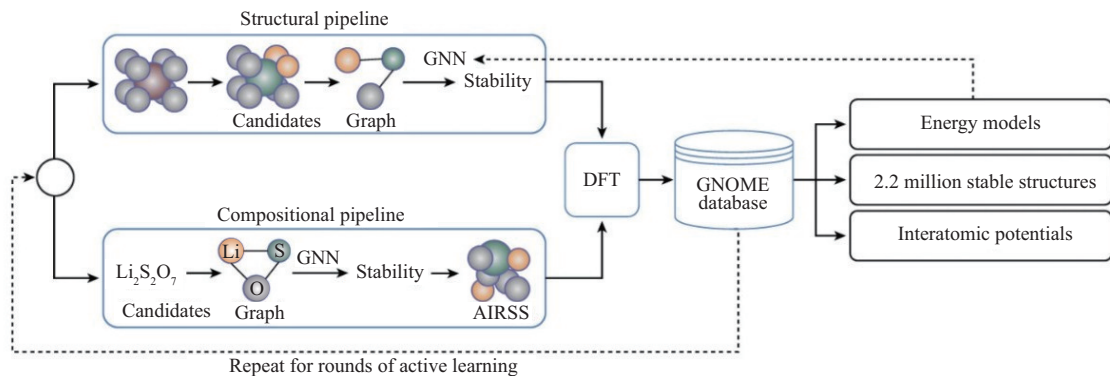 Structural pipeline
GNN
Stability
Candidates
Graph
Energy models
DFT
GNOME
database
2.2 million stable structures
Interatomic potentials
Compositional pipeline
Li₂S₂O₇
Li
S
O
GNN
Stability
Candidates
Graph
AIRSS
Repeat for rounds of active learning